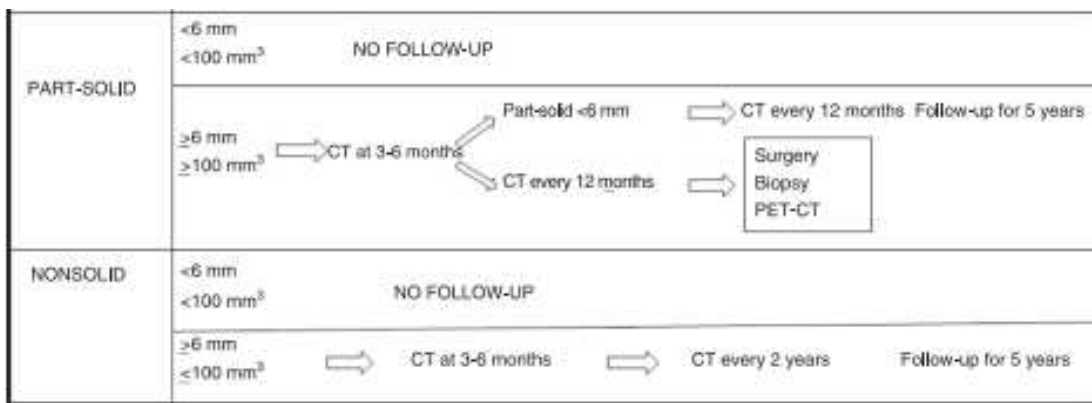 PART-SOLID
<6 mm
<100 mm³
NO FOLLOW-UP
≥6 mm
≥100 mm³
CT at 3-6 months
Part-solid <6 mm
CT every 12 months Follow-up for 5 years
CT every 12 months
Surgery
Biopsy
PET-CT
NONSOLID
<6 mm
<100 mm³
NO FOLLOW-UP
≥6 mm
≤100 mm³
CT at 3-6 months
CT every 2 years
Follow-up for 5 years